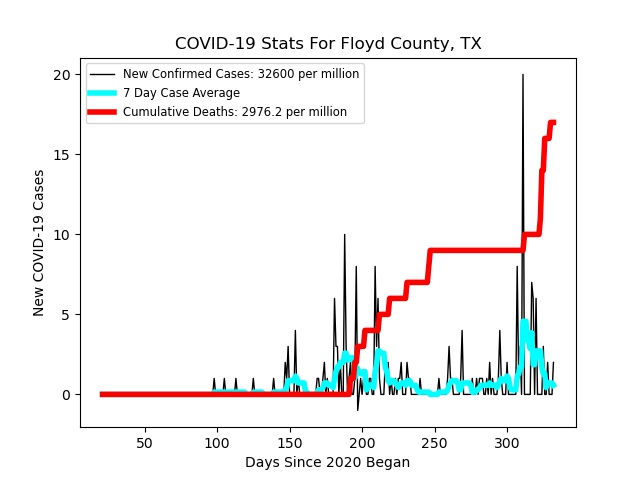 COVID-19 Stats For Floyd County, TX
New Confirmed Cases: 32600 per million
7 Day Case Average
Cumulative Deaths: 2976.2 per million
New COVID-19 Cases
20
15
10
5
0
50 100 150 200 250 300
Days Since 2020 Began